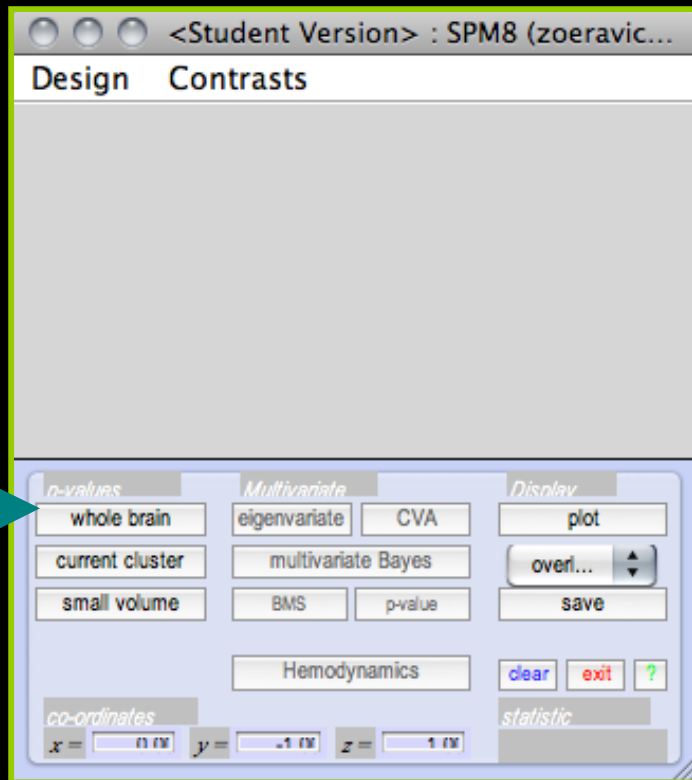 <Student Version> : SPM8 (zoeravic...
Design Contrasts
p-values Multivariate Display
whole brain eigenvariate CVA plot
current cluster multivariate Bayes overl...
small volume BMS p-value save
Hemodynamics clear exit ?
co-ordinates statistic
x = y = z =